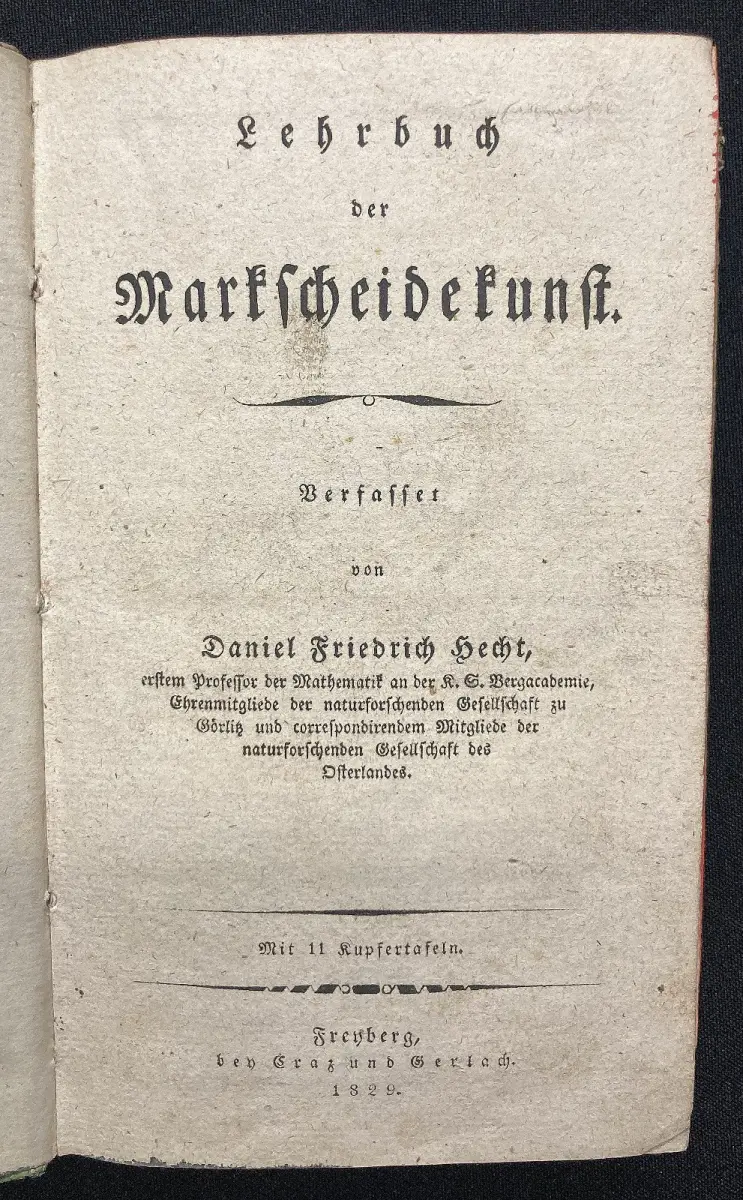 Lehrbuch
der
Markscheidekunst.
Verfasset
von
Daniel Friedrich Hecht,
erstem Professor der Mathematik an der K. S. Bergacademie,
Ehrenmitgliede der naturforschenden Gesellschaft zu
Görlitz und correspondirendem Mitgliede der
naturforschenden Gesellschaft des
Osterlandes.
Mit 11 Kupfertafeln.
Freyberg,
bey Craz und Gerlach.
1829.